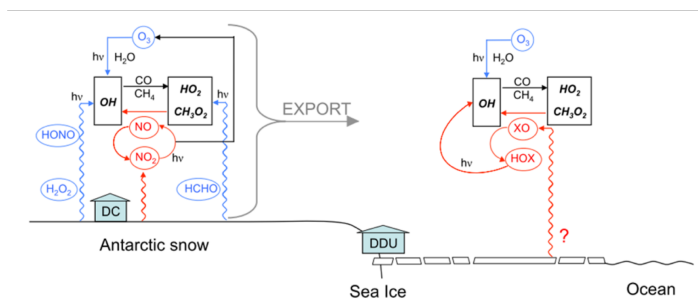 O3
hν H2O
CO
CH4
hν
OH
HO2
CH3O2
hν
NO
NO2
hν
HONO
H2O2
HCHO
DC
Antarctic snow
EXPORT
O3
hν H2O
CO
CH4
OH
HO2
CH3O2
XO
HOX
hν
?
DDU
Sea Ice
Ocean